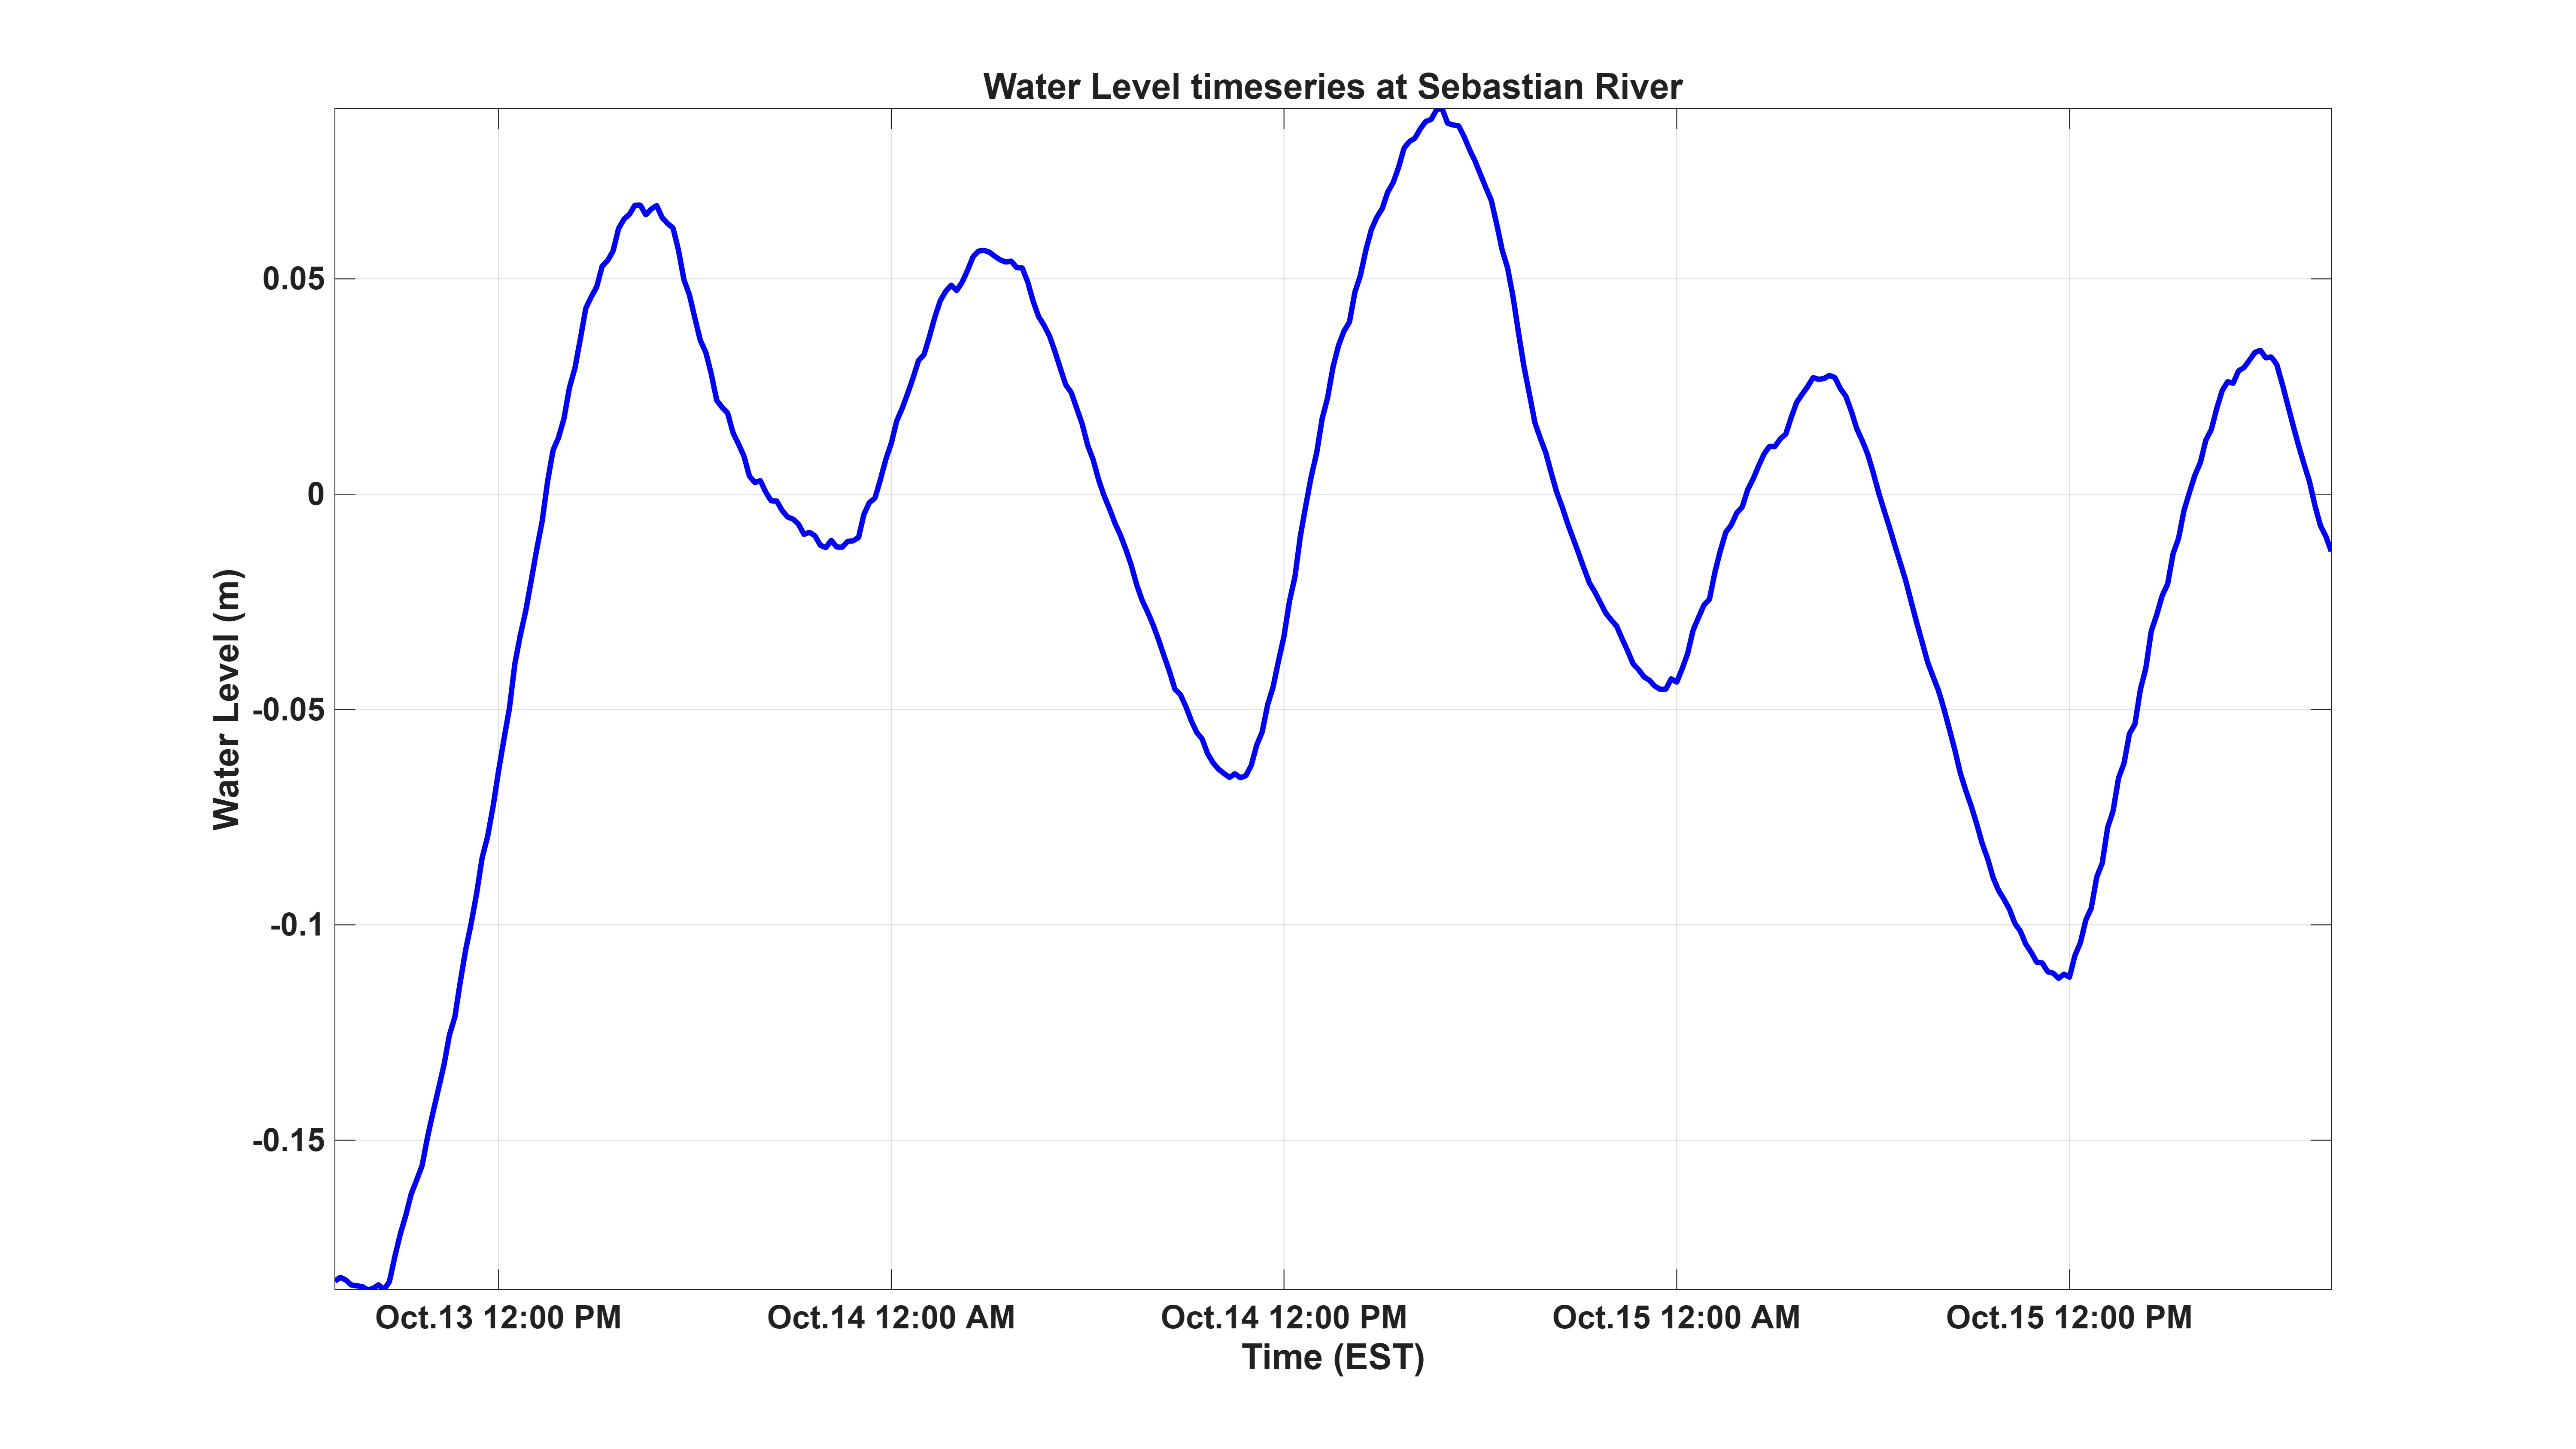 Water Level timeseries at Sebastian River
0.05
0
-0.05
-0.1
-0.15
Water Level (m)
Oct.13 12:00 PM
Oct.14 12:00 AM
Oct.14 12:00 PM
Oct.15 12:00 AM
Oct.15 12:00 PM
Time (EST)